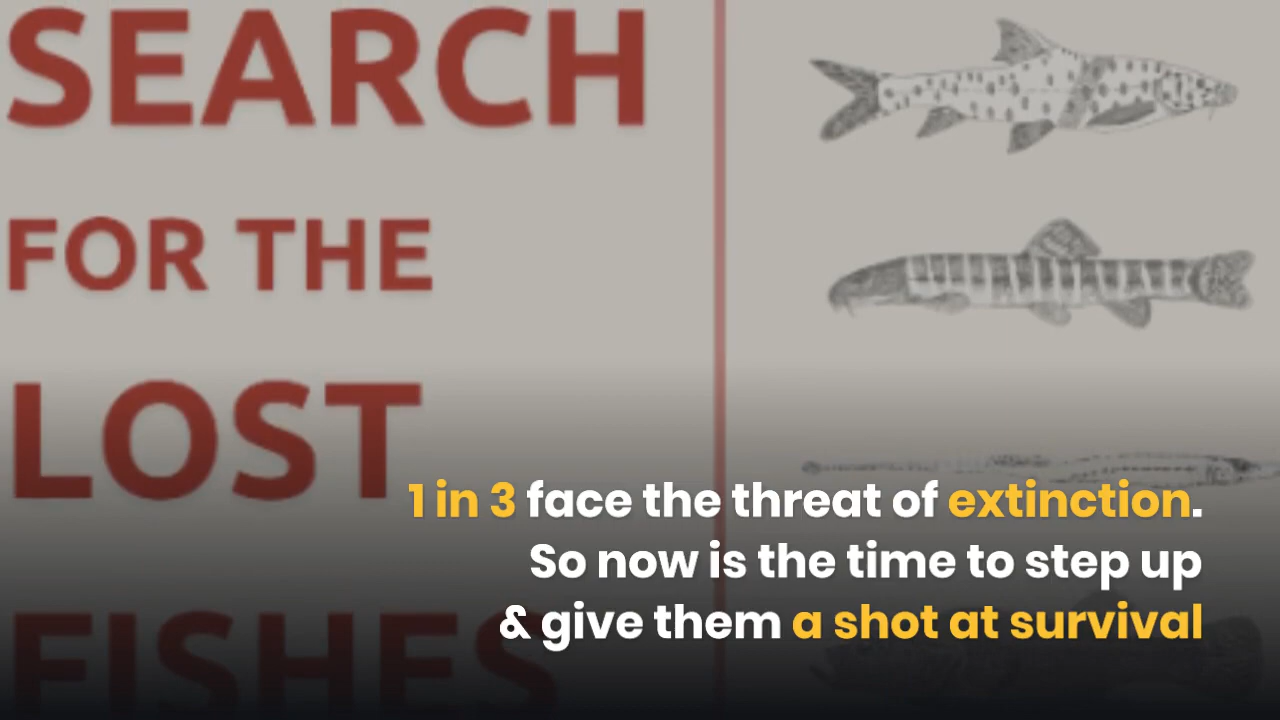 SEARCH
FOR THE
LOST
FISHES
1 in 3 face the threat of extinction.
So now is the time to step up
& give them a shot at survival